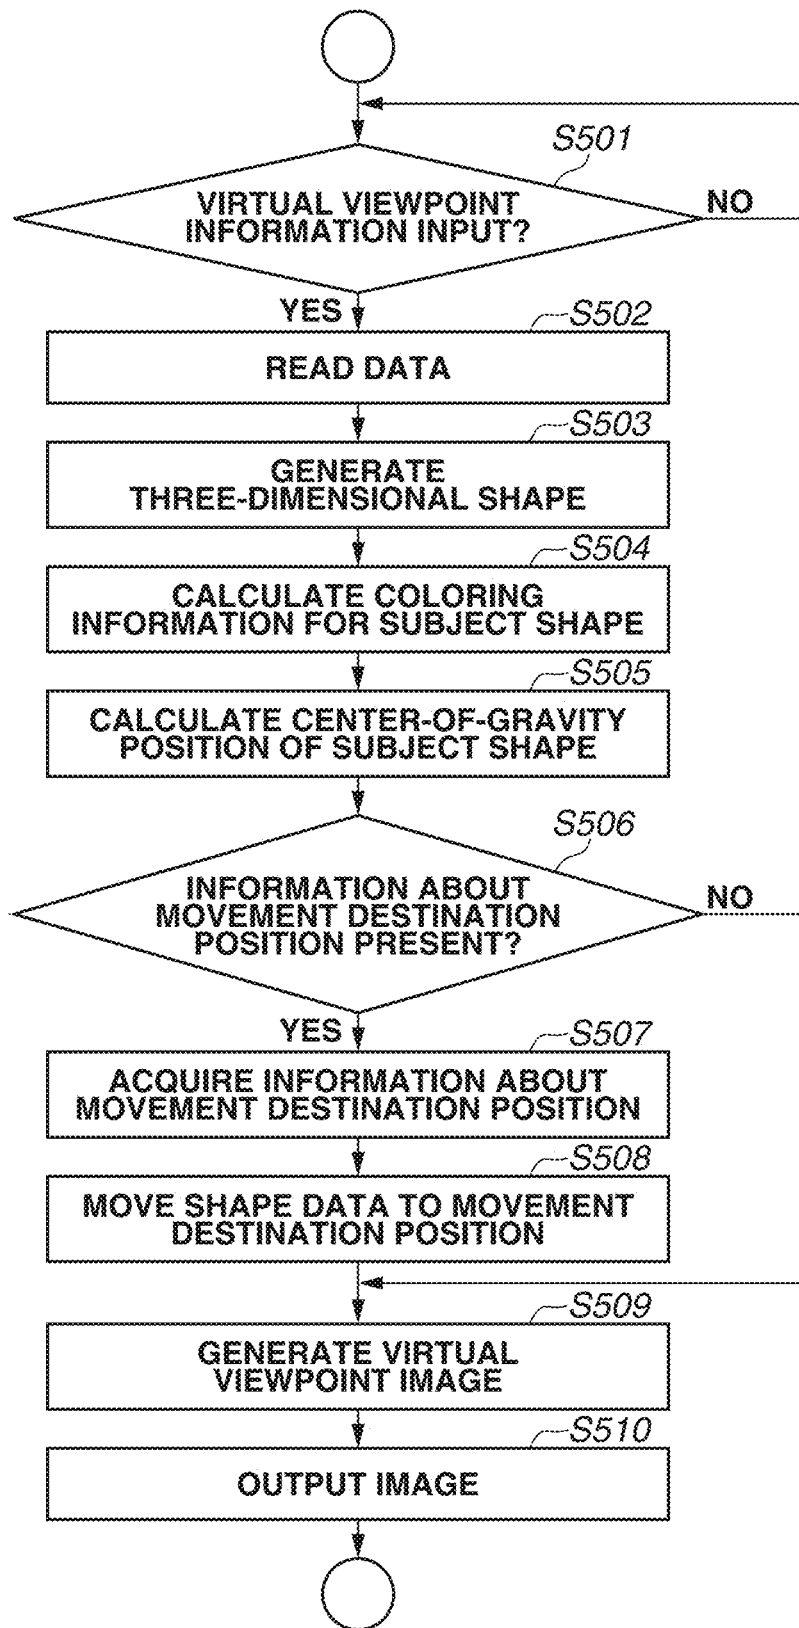 S501
VIRTUAL VIEWPOINT
INFORMATION INPUT?
NO
YES
S502
READ DATA
S503
GENERATE
THREE-DIMENSIONAL SHAPE
S504
CALCULATE COLORING
INFORMATION FOR SUBJECT SHAPE
S505
CALCULATE CENTER-OF-GRAVITY
POSITION OF SUBJECT SHAPE
S506
INFORMATION ABOUT
MOVEMENT DESTINATION
POSITION PRESENT?
NO
YES
S507
ACQUIRE INFORMATION ABOUT
MOVEMENT DESTINATION POSITION
S508
MOVE SHAPE DATA TO MOVEMENT
DESTINATION POSITION
S509
GENERATE VIRTUAL
VIEWPOINT IMAGE
S510
OUTPUT IMAGE